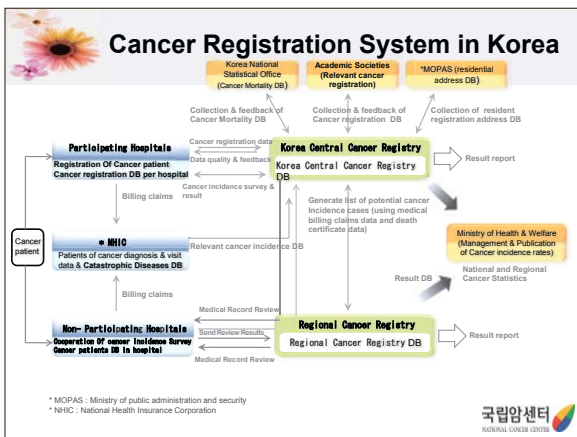 Cancer Registration System in Korea
Korea National
Statistical Office
(Cancer Mortality DB)
Academic Societies
(Relevant cancer
registration)
*MOPAS (residential
address DB)
Collection & feedback of
Cancer Mortality DB
Collection & feedback of
Cancer registration DB
Collection of resident
registration address DB
Participating Hospitals
Registration Of Cancer patient
Cancer registration DB per hospital
Cancer registration data
Data quality & feedback
Cancer incidence survey &
result
Korea Central Cancer Registry
Korea Central Cancer Registry
DB
Result report
Billing claims
Generate list of potential cancer
Incidence cases (using medical
billing claims data and death
certificate data)
Cancer
patient
* NHIC
Patients of cancer diagnosis & visit
data & Catastrophic Diseases DB
Relevant cancer incidence DB
Ministry of Health & Welfare
(Management & Publication
of Cancer incidence rates)
National and Regional
Cancer Statistics
Result DB
Billing claims
Medical Record Review
Non- Participating Hospitals
Cooperation Of cancer Incidence Survey
Cancer patients DB in hospital
Send Review Results
Medical Record Review
Regional Cancer Registry
Regional Cancer Registry DB
Result report
* MOPAS : Ministry of public administration and security
* NHIC : National Health Insurance Corporation
국립암센터
NATIONAL CANCER CENTER